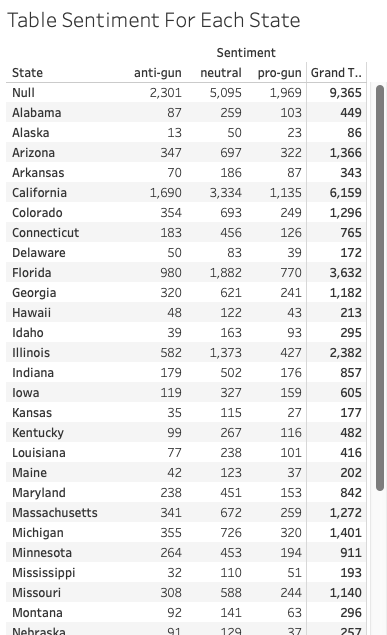 Table Sentiment For Each State
Sentiment
State anti-gun neutral pro-gun Grand T..
Null 2,301 5,095 1,969 9,365
Alabama 87 259 103 449
Alaska 13 50 23 86
Arizona 347 697 322 1,366
Arkansas 70 186 87 343
California 1,690 3,334 1,135 6,159
Colorado 354 693 249 1,296
Connecticut 183 456 126 765
Delaware 50 83 39 172
Florida 980 1,882 770 3,632
Georgia 320 621 241 1,182
Hawaii 48 122 43 213
Idaho 39 163 93 295
Illinois 582 1,373 427 2,382
Indiana 179 502 176 857
Iowa 119 327 159 605
Kansas 35 115 27 177
Kentucky 99 267 116 482
Louisiana 77 238 101 416
Maine 42 123 37 202
Maryland 238 451 153 842
Massachusetts 341 672 259 1,272
Michigan 355 726 320 1,401
Minnesota 264 453 194 911
Mississippi 32 110 51 193
Missouri 308 588 244 1,140
Montana 92 141 63 296
Nebraska 91 129 37 257